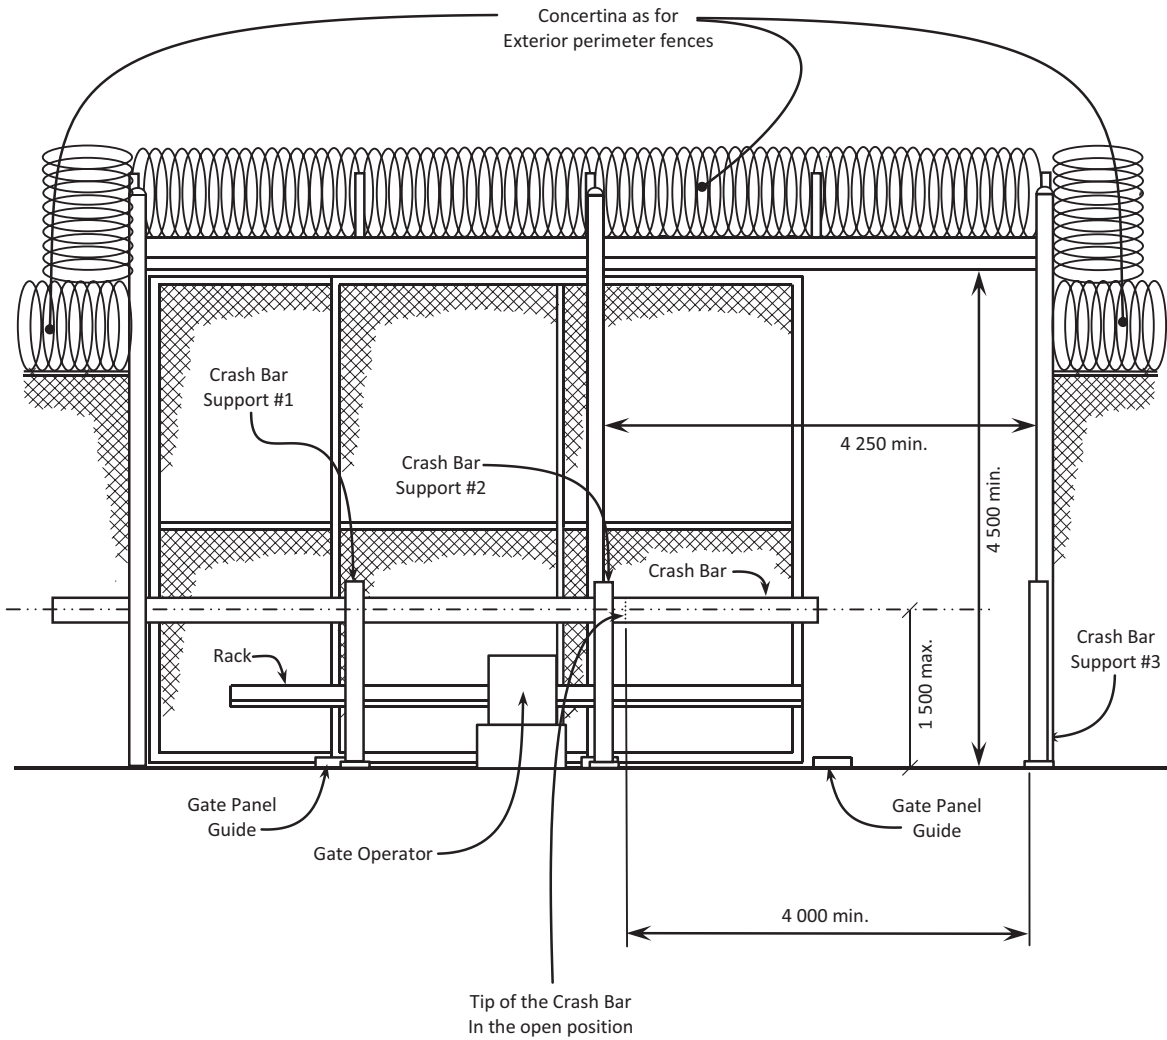 Concertina as for
Exterior perimeter fences
Crash Bar
Support #1
4 250 min.
Crash Bar
Support #2
4 500 min.
Crash Bar
Crash Bar
Support #3
Rack
1 500 max.
Gate Panel
Guide
Gate Panel
Guide
Gate Operator
4 000 min.
Tip of the Crash Bar
In the open position